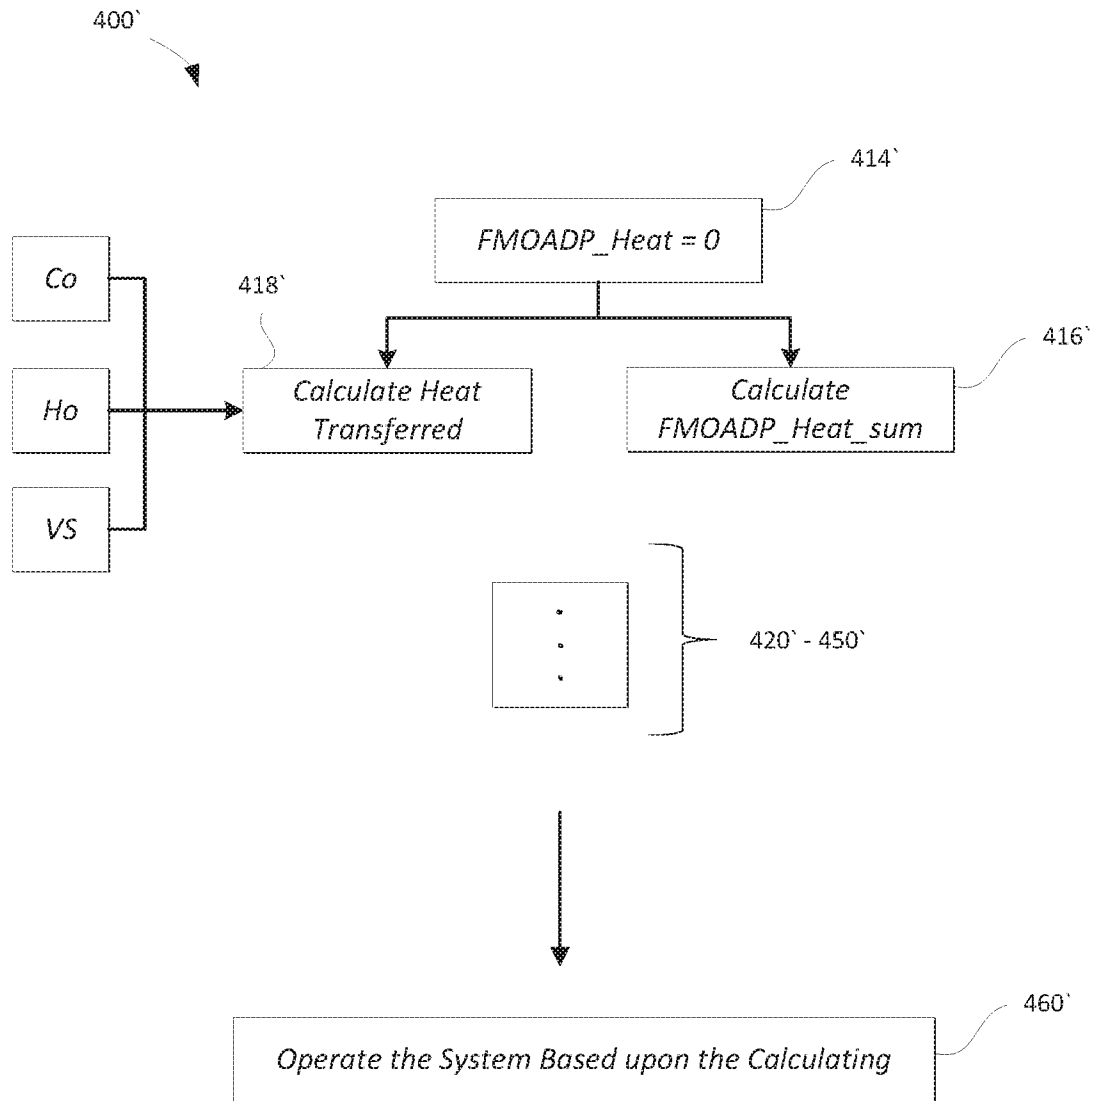 400`
414`
FMOADP_Heat = 0
Co
418`
416`
Calculate Heat
Transferred
Calculate
FMOADP_Heat_sum
Ho
VS
420` - 450`
460`
Operate the System Based upon the Calculating